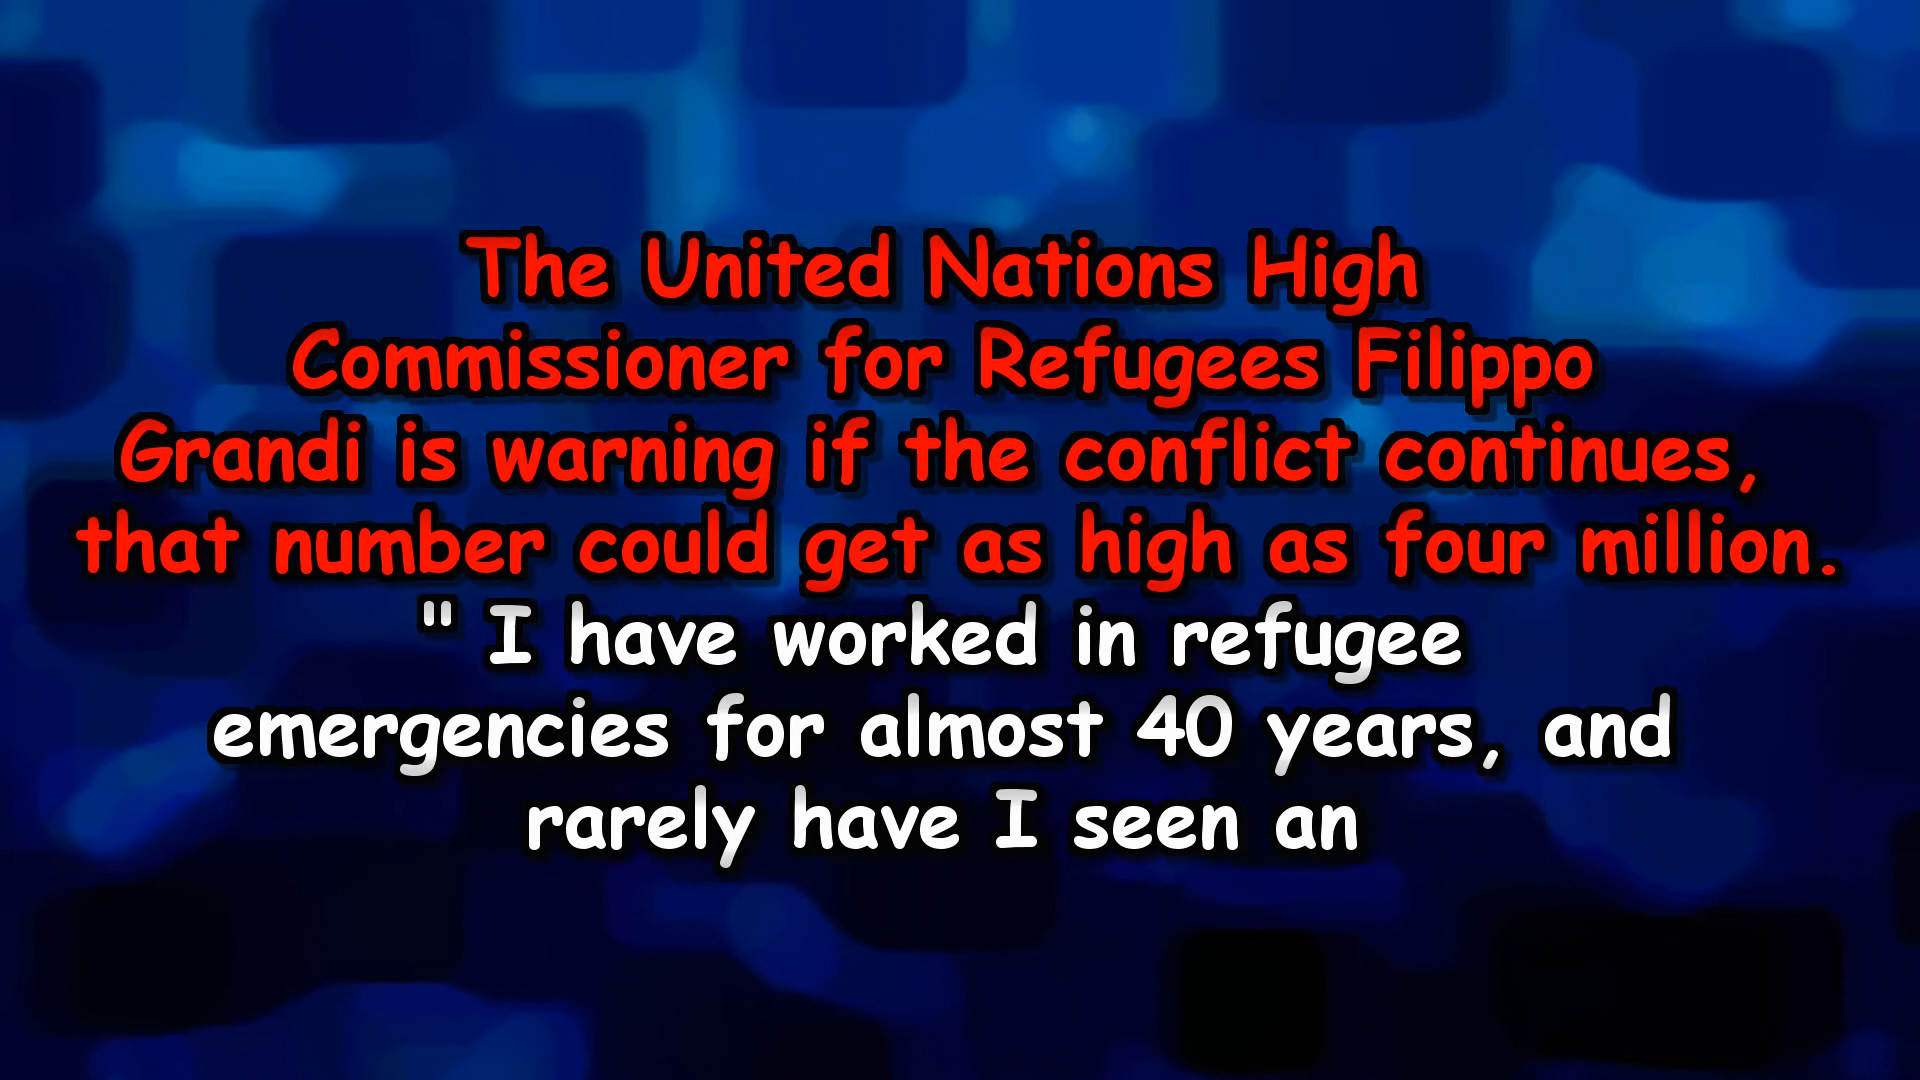 The United Nations High
Commissioner for Refugees Filippo
Grandi is warning if the conflict continues,
that number could get as high as four million.
" I have worked in refugee
emergencies for almost 40 years, and
rarely have I seen an